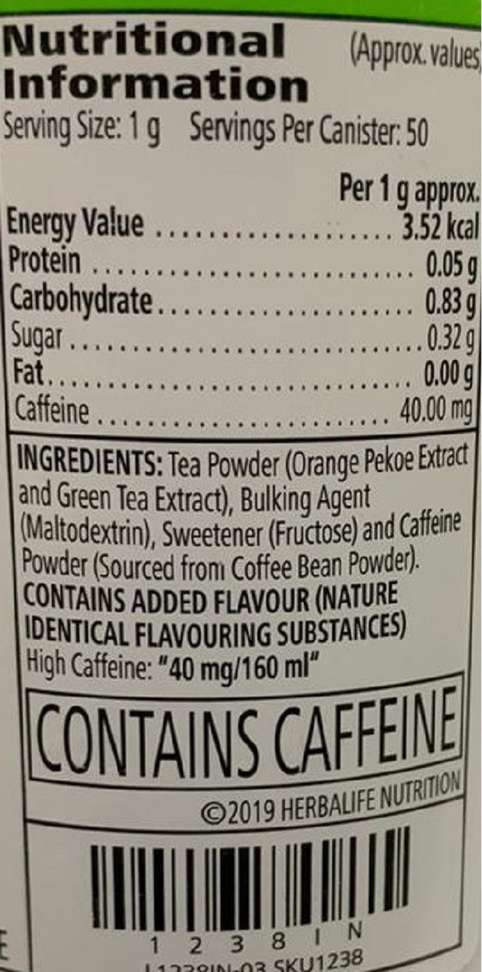 Nutritional (Approx. values
Information
Serving Size: 1 g Servings Per Canister: 50
Per 1 g approx.
Energy Value .................... 3.52 kcal
Protein .......................... 0.05 g
Carbohydrate.................... 0.83 g
Sugar ........................... 0.32 g
Fat............................... 0.00 g
Caffeine ........................ 40.00 mg
INGREDIENTS: Tea Powder (Orange Pekoe Extract
and Green Tea Extract), Bulking Agent
(Maltodextrin), Sweetener (Fructose) and Caffeine
Powder (Sourced from Coffee Bean Powder).
CONTAINS ADDED FLAVOUR (NATURE
IDENTICAL FLAVOURING SUBSTANCES)
High Caffeine: "40 mg/160 ml"
CONTAINS CAFFEINE
©2019 HERBALIFE NUTRITION
1 2 3 8 I N
L1238IN-03 SKU1238